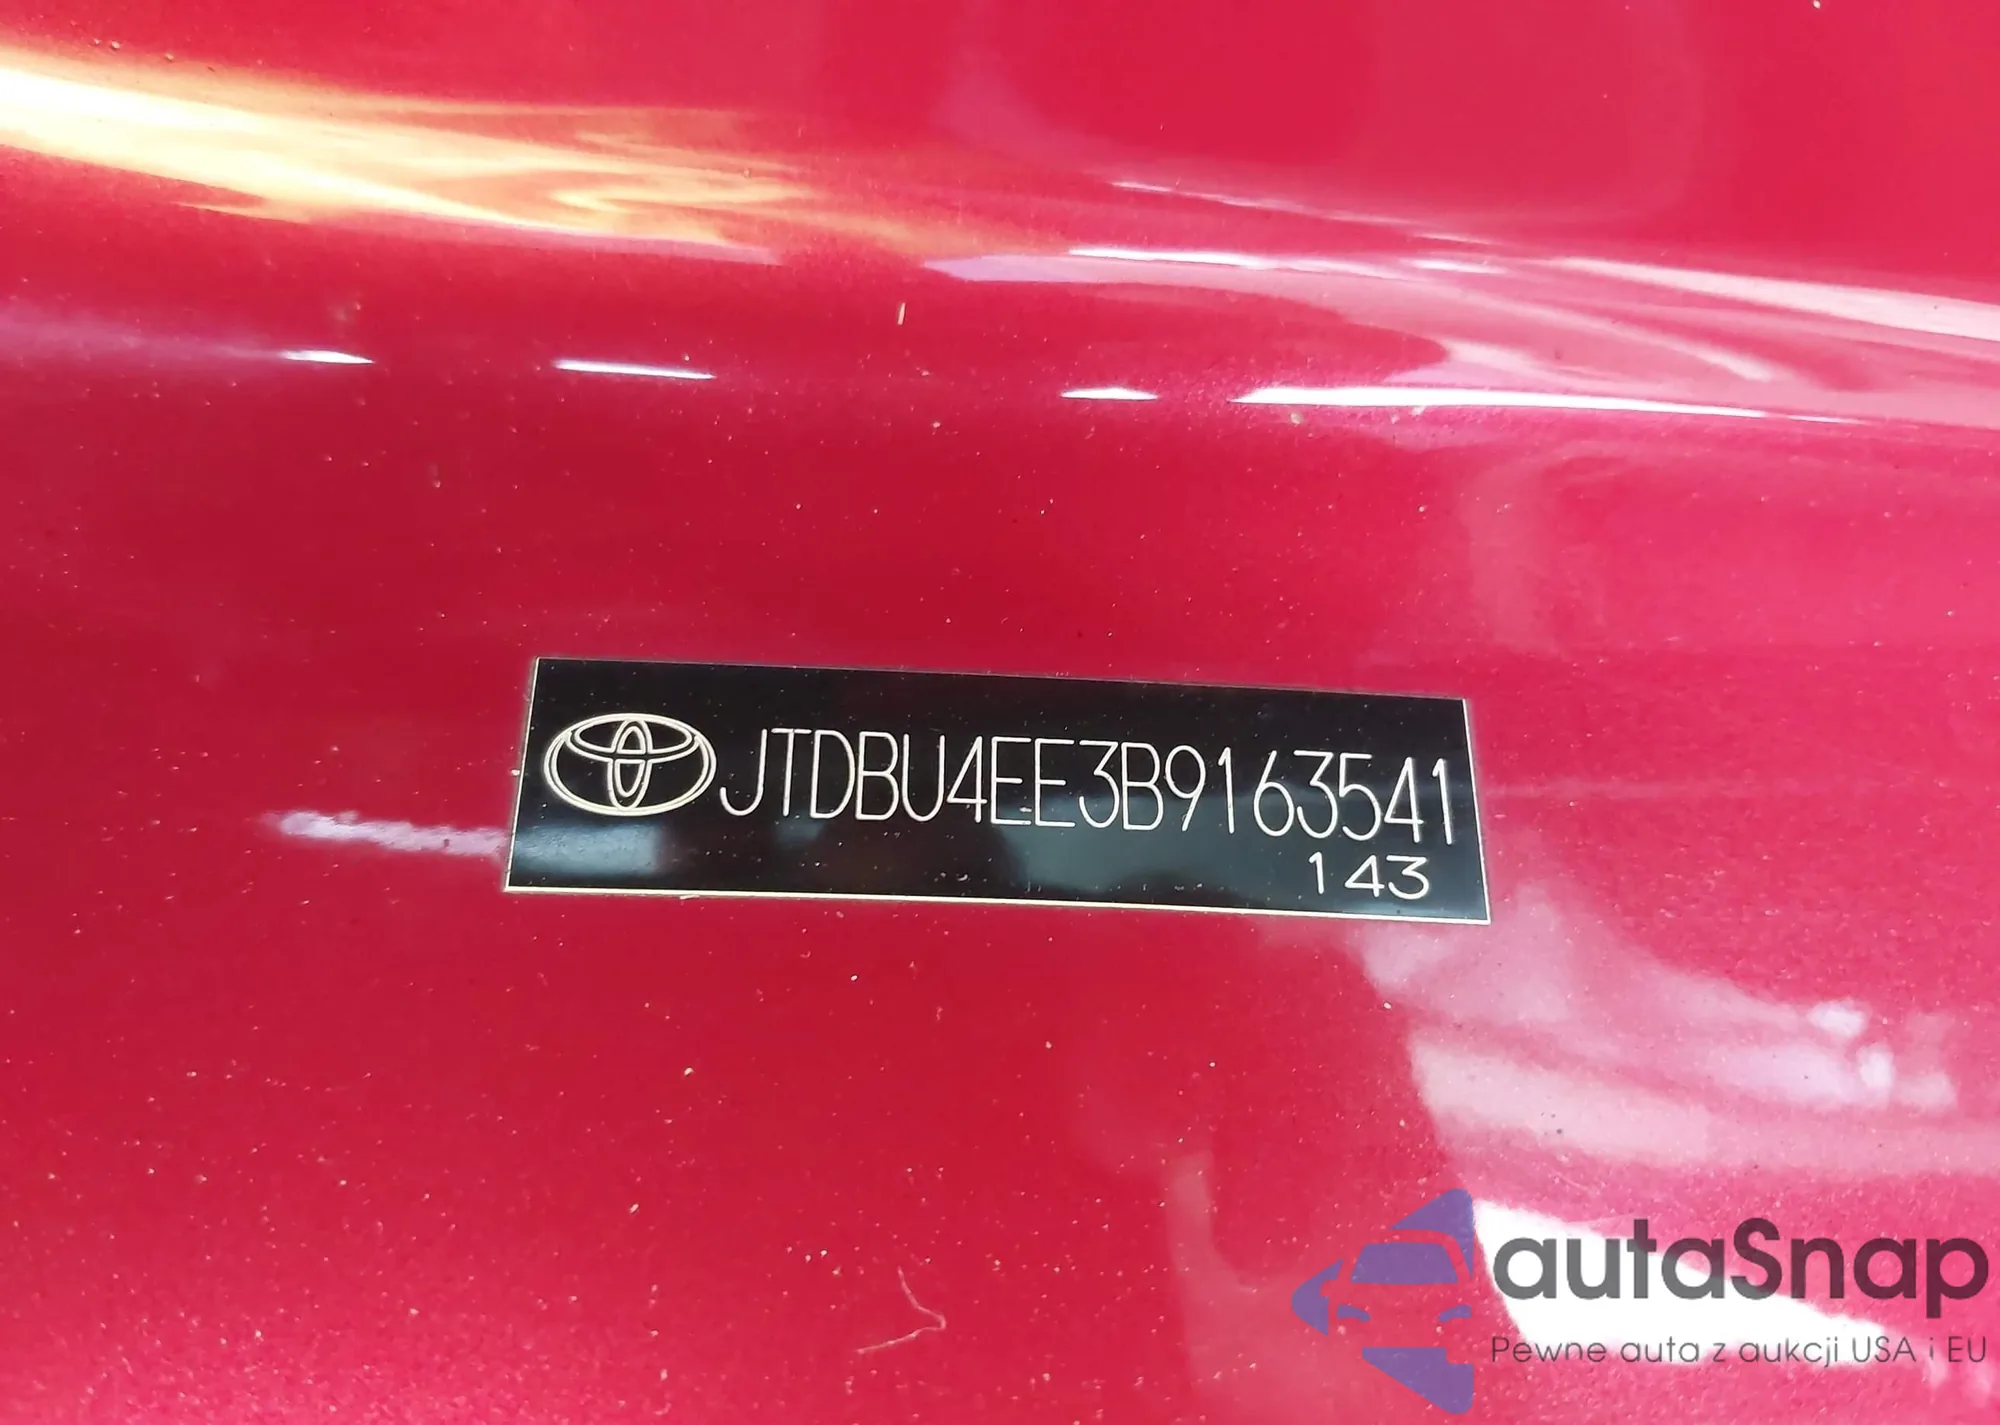 JTDBU4EE3B9163541
143
autaSnap
Pewne auta z aukcji USA i EU